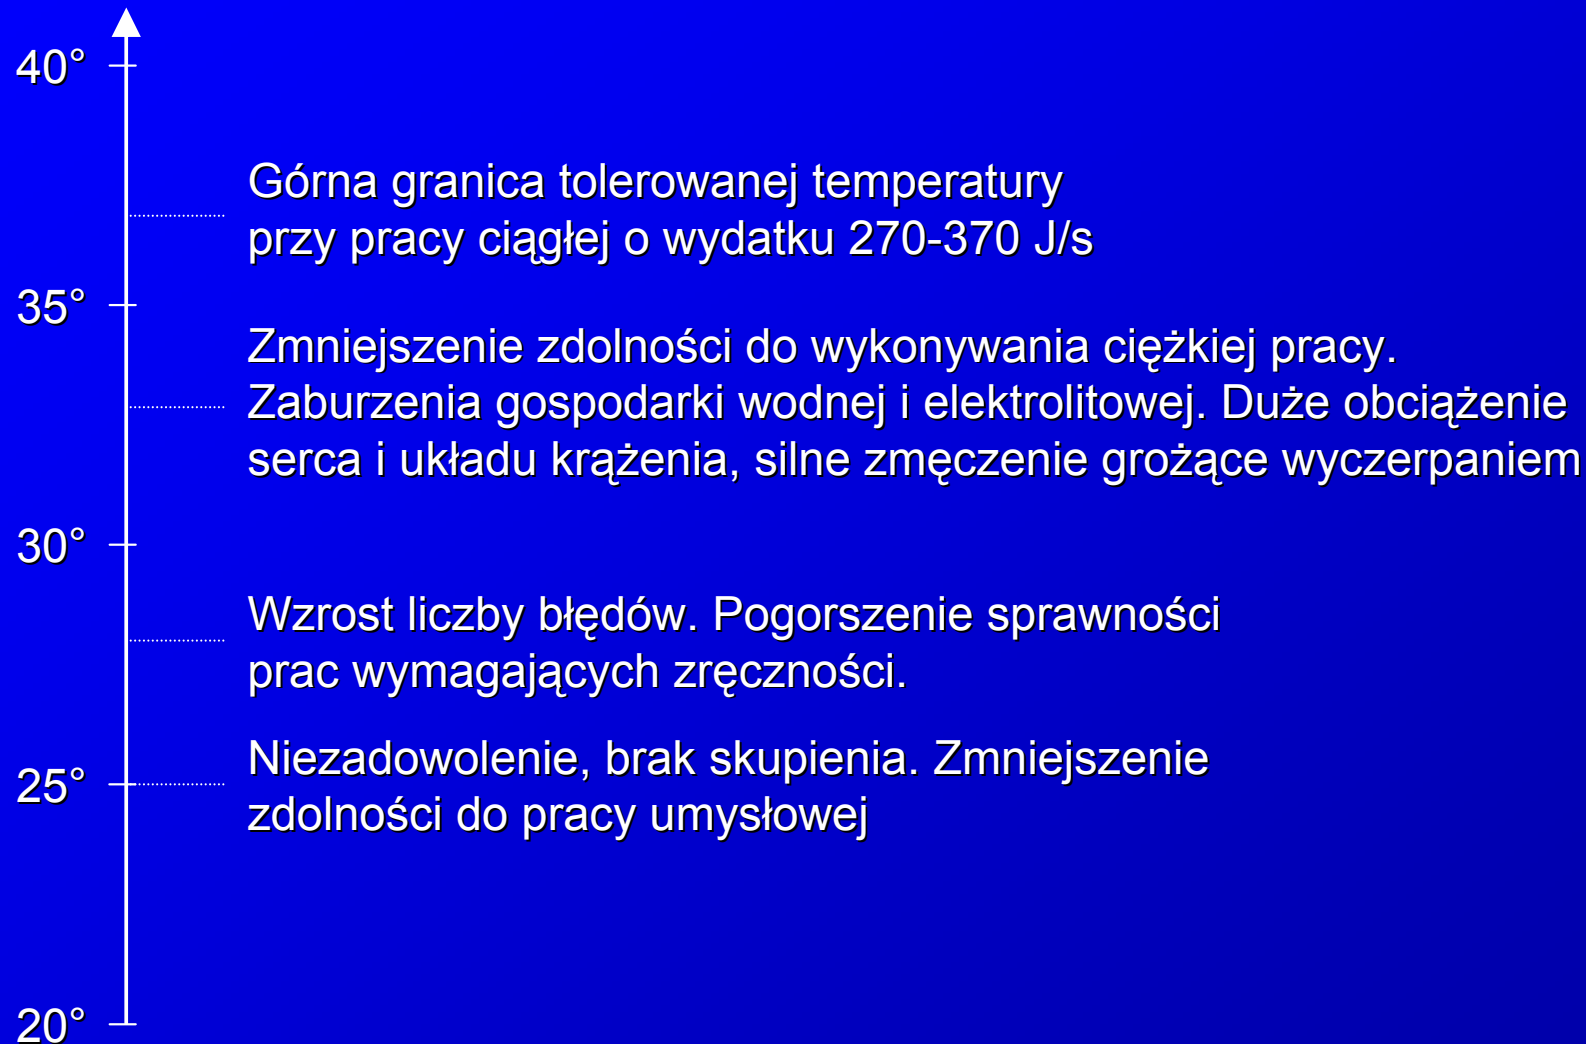 40°
Górna granica tolerowanej temperatury
przy pracy ciągłej o wydatku 270-370 J/s
35°
Zmniejszenie zdolności do wykonywania ciężkiej pracy.
Zaburzenia gospodarki wodnej i elektrolitowej. Duże obciążenie
serca i układu krążenia, silne zmęczenie grożące wyczerpaniem
30°
Wzrost liczby błędów. Pogorszenie sprawności
prac wymagających zręczności.
25°
Niezadowolenie, brak skupienia. Zmniejszenie
zdolności do pracy umysłowej
20°